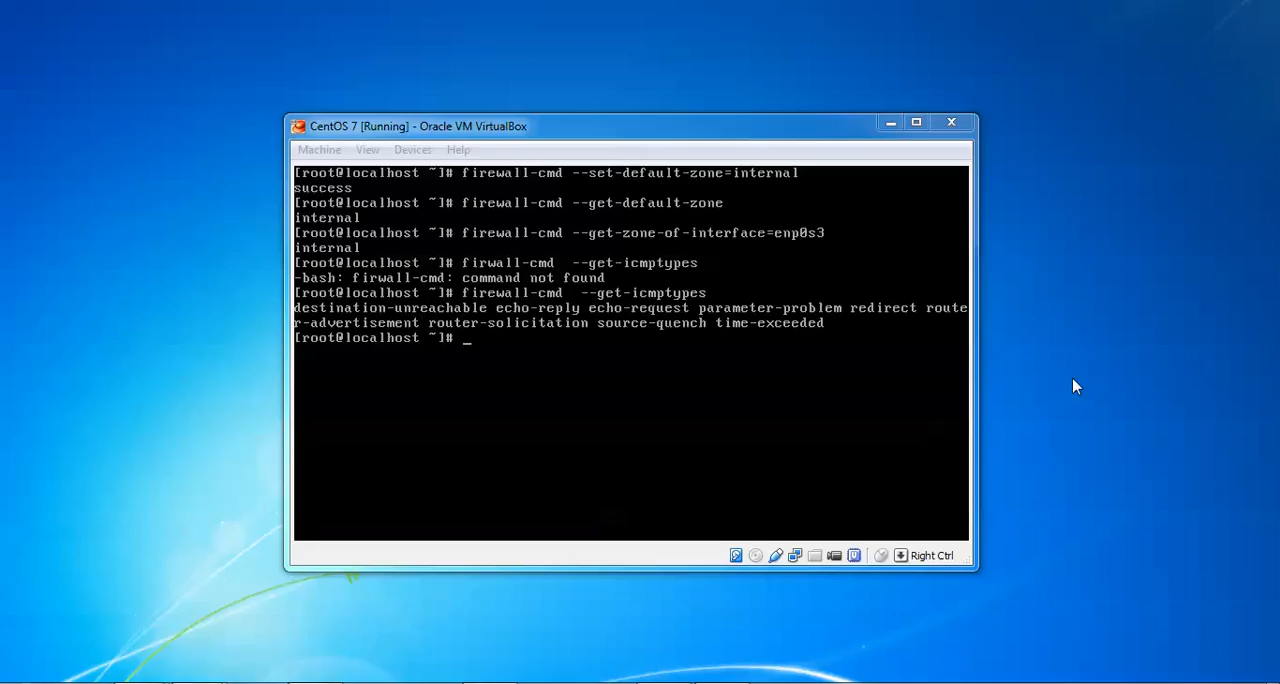 CentOS 7 [Running] - Oracle VM VirtualBox
Machine View Devices Help
[root@localhost ~]# firewall-cmd --set-default-zone=internal
success
[root@localhost ~]# firewall-cmd --get-default-zone
internal
[root@localhost ~]# firewall-cmd --get-zone-of-interface=enp0s3
internal
[root@localhost ~]# firwall-cmd  --get-icmptypes
-bash: firwall-cmd: command not found
[root@localhost ~]# firewall-cmd  --get-icmptypes
destination-unreachable echo-reply echo-request parameter-problem redirect route
r-advertisement router-solicitation source-quench time-exceeded
[root@localhost ~]# _
Right Ctrl